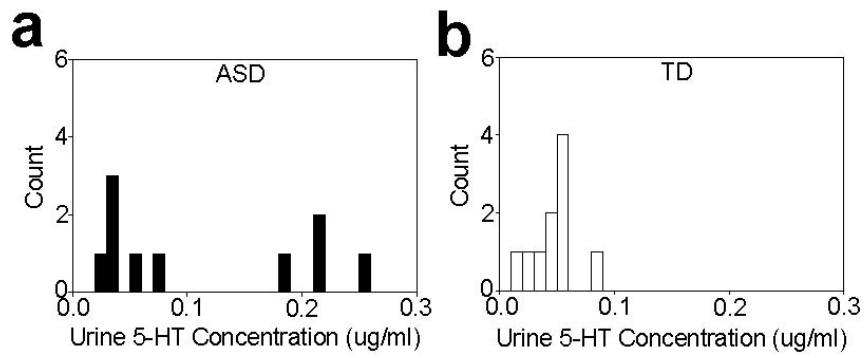 a
ASD
6
4
2
0
Count
0.0 0.1 0.2 0.3
Urine 5-HT Concentration (ug/ml)
b
TD
6
4
2
0
Count
0.0 0.1 0.2 0.3
Urine 5-HT Concentration (ug/ml)